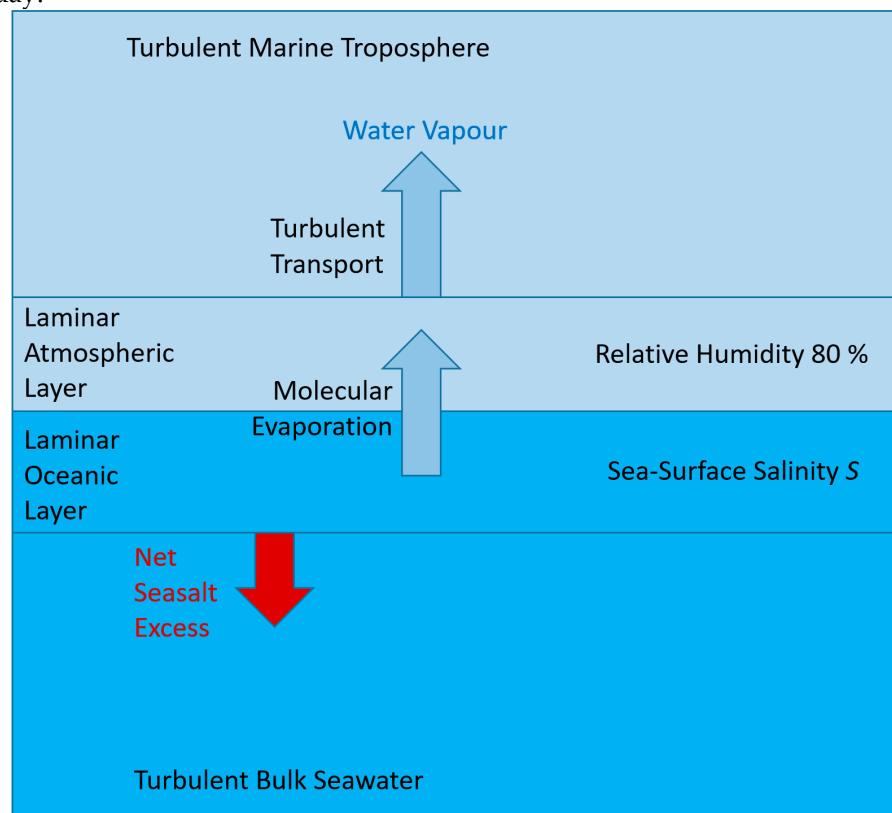 day.
Turbulent Marine Troposphere
Water Vapour
Turbulent
Transport
Laminar
Atmospheric
Layer
Relative Humidity 80 %
Molecular
Evaporation
Laminar
Oceanic
Layer
Sea-Surface Salinity S
Net
Seasalt
Excess
Turbulent Bulk Seawater